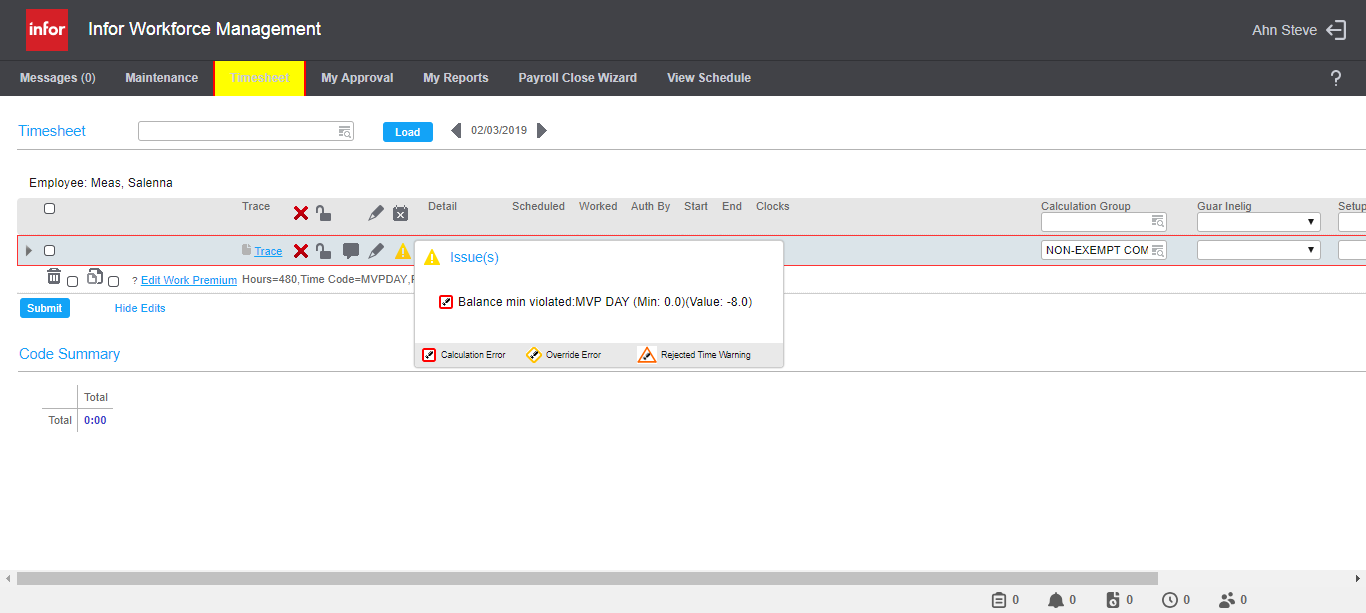 infor Infor Workforce Management Ahn Steve
Messages (0) Maintenance Timesheet My Approval My Reports Payroll Close Wizard View Schedule ?
Timesheet Load 02/03/2019
Employee: Meas, Salenna
Trace Detail Scheduled Worked Auth By Start End Clocks Calculation Group Guar Inelig Setup
Trace NON-EXEMPT COM
Issue(s)
Balance min violated:MVP DAY (Min: 0.0)(Value: -8.0)
Calculation Error Override Error Rejected Time Warning
? Edit Work Premium Hours=480,Time Code=MVPDAY,
Submit Hide Edits
Code Summary
Total
Total 0:00
0 0 0 0 0